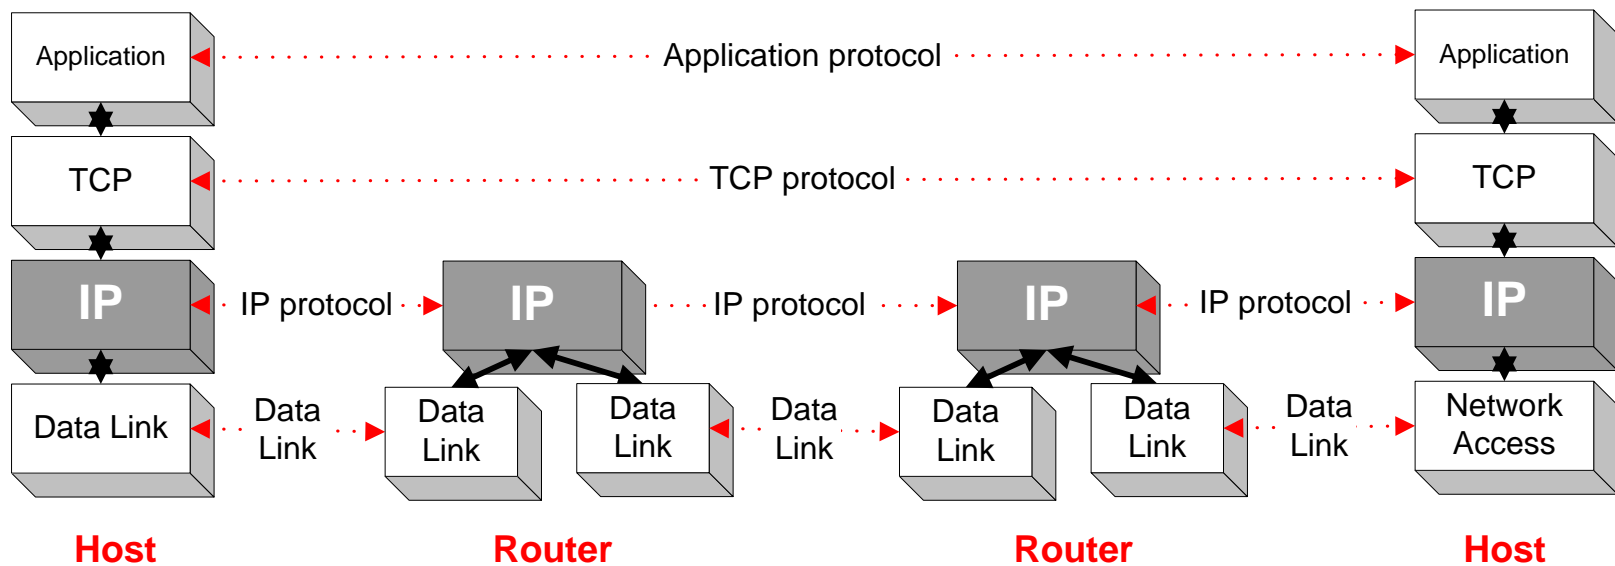 Application
Application protocol
Application
TCP
TCP protocol
TCP
IP
IP protocol
IP
IP protocol
IP
IP protocol
IP
Data Link
Data
Link
Data
Link
Data
Link
Data
Link
Data
Link
Data
Link
Data
Link
Network
Access
Host
Router
Router
Host